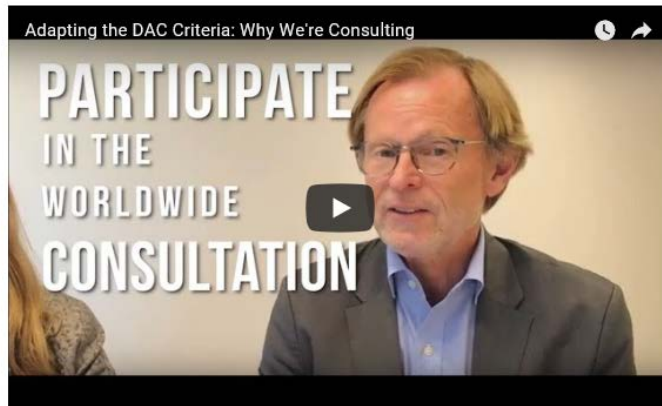 Adapting the DAC Criteria: Why We're Consulting
PARTICIPATE
IN THE
WORLDWIDE
CONSULTATION